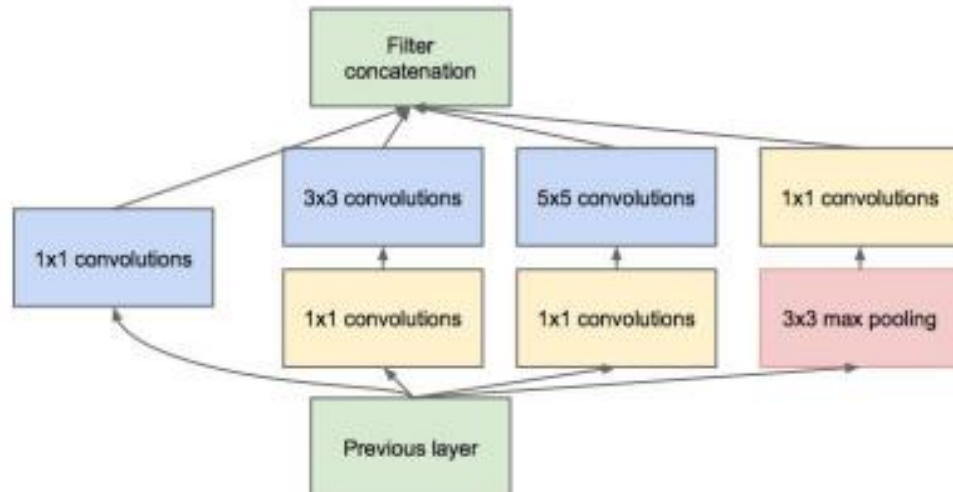 Filter
concatenation
3x3 convolutions
5x5 convolutions
1x1 convolutions
1x1 convolutions
1x1 convolutions
1x1 convolutions
3x3 max pooling
Previous layer